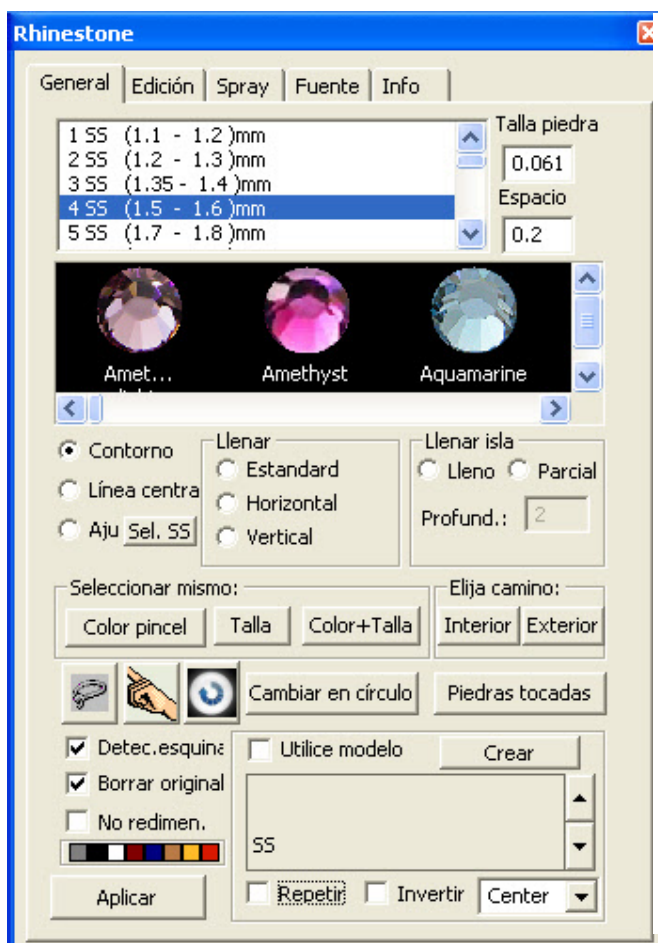 Rhinestone
General Edición Spray Fuente Info
Talla piedra
1 SS (1.1 - 1.2 )mm
2 SS (1.2 - 1.3 )mm
3 SS (1.35 - 1.4 )mm
4 SS (1.5 - 1.6 )mm
5 SS (1.7 - 1.8 )mm
0.061
Espacio
0.2
Amet... Amethyst Aquamarine
Contorno
Línea centra
Aju Sel. SS
Llenar
Estandard
Horizontal
Vertical
Llenar isla
Lleno Parcial
Profund.: 2
Seleccionar mismo:
Color pincel Talla Color+Talla
Elija camino:
Interior Exterior
Cambiar en círculo Piedras tocadas
Detec.esquina
Borrar original
No redimen.
Aplicar
Utilice modelo Crear
SS
Repetir Invertir Center